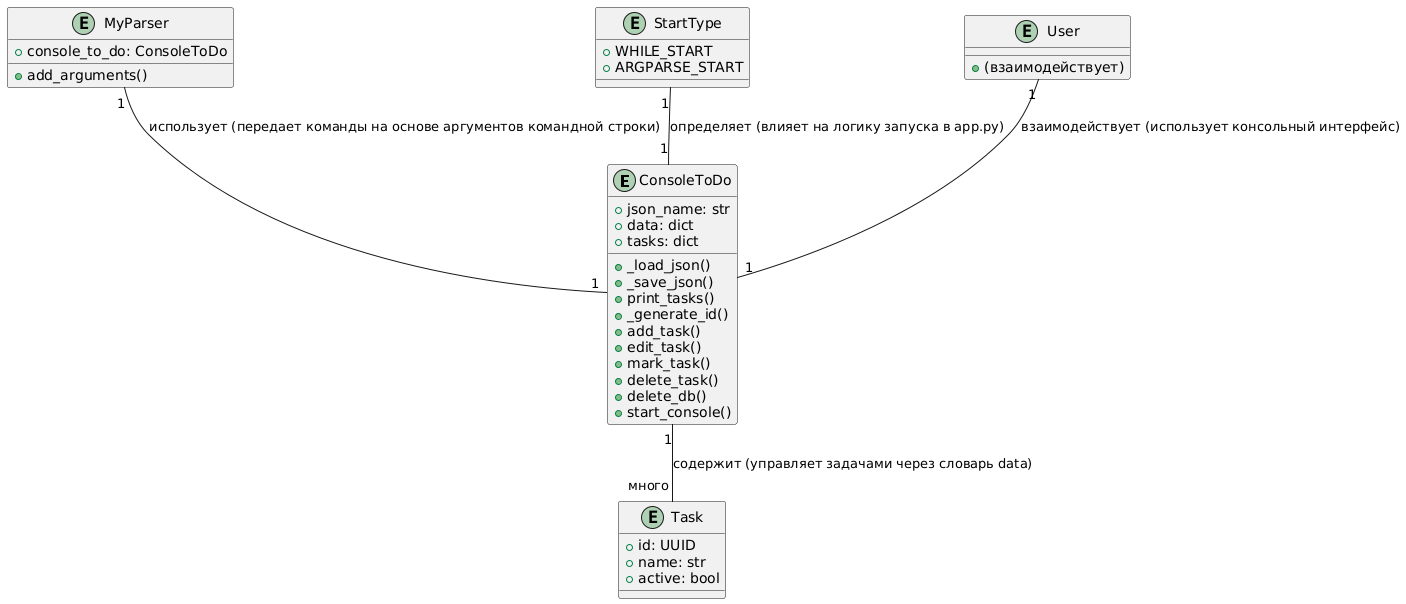 E MyParser
console_to_do: ConsoleToDo
add_arguments()
E StartType
WHILE_START
ARGPARSE_START
E User
(взаимодействует)
1
1
1
использует (передает команды на основе аргументов командной строки)
определяет (влияет на логику запуска в app.py)
взаимодействует (использует консольный интерфейс)
1
1
1
E ConsoleToDo
json_name: str
data: dict
tasks: dict
_load_json()
_save_json()
print_tasks()
_generate_id()
add_task()
edit_task()
mark_task()
delete_task()
delete_db()
start_console()
1
содержит (управляет задачами через словарь data)
много
E Task
id: UUID
name: str
active: bool